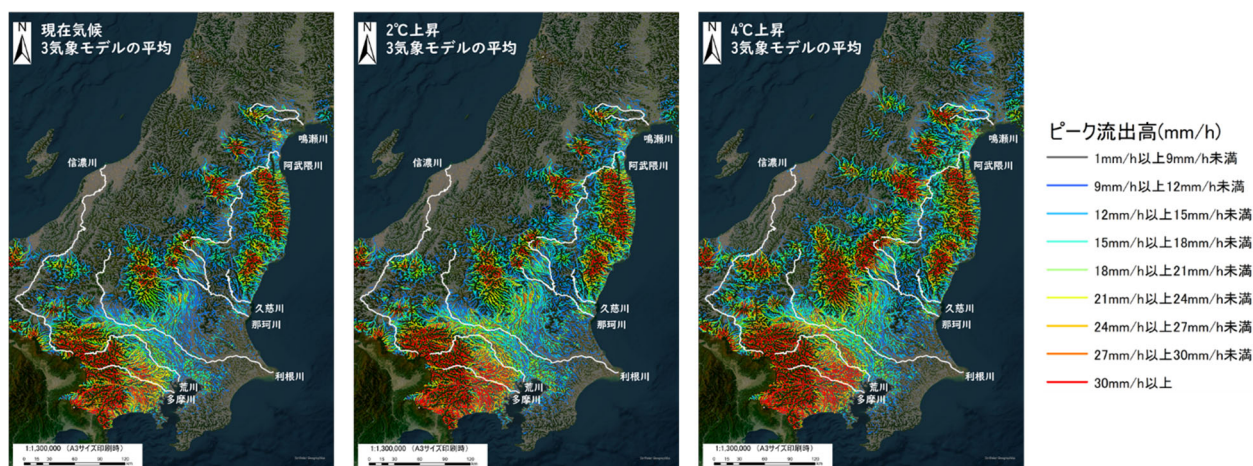 N
現在気候
3気象モデルの平均
鳴瀬川
阿武隈川
信濃川
久慈川
那珂川
利根川
荒川
多摩川
1:1,300,000 (A3サイズ印刷時)
N
2℃上昇
3気象モデルの平均
鳴瀬川
阿武隈川
信濃川
久慈川
那珂川
利根川
荒川
多摩川
1:1,300,000 (A3サイズ印刷時)
N
4℃上昇
3気象モデルの平均
鳴瀬川
阿武隈川
信濃川
久慈川
那珂川
利根川
荒川
多摩川
1:1,300,000 (A3サイズ印刷時)
ピーク流出高(mm/h)
1mm/h以上9mm/h未満
9mm/h以上12mm/h未満
12mm/h以上15mm/h未満
15mm/h以上18mm/h未満
18mm/h以上21mm/h未満
21mm/h以上24mm/h未満
24mm/h以上27mm/h未満
27mm/h以上30mm/h未満
30mm/h以上